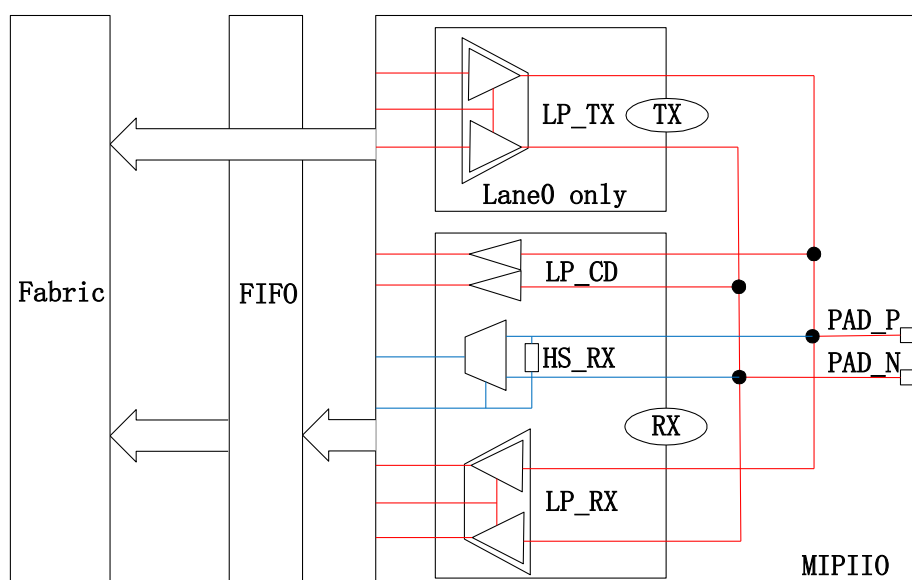 LP_TX
TX
Lane0 only
LP_CD
Fabric
FIFO
PAD_P
HS_RX
PAD_N
RX
LP_RX
MIPIIO